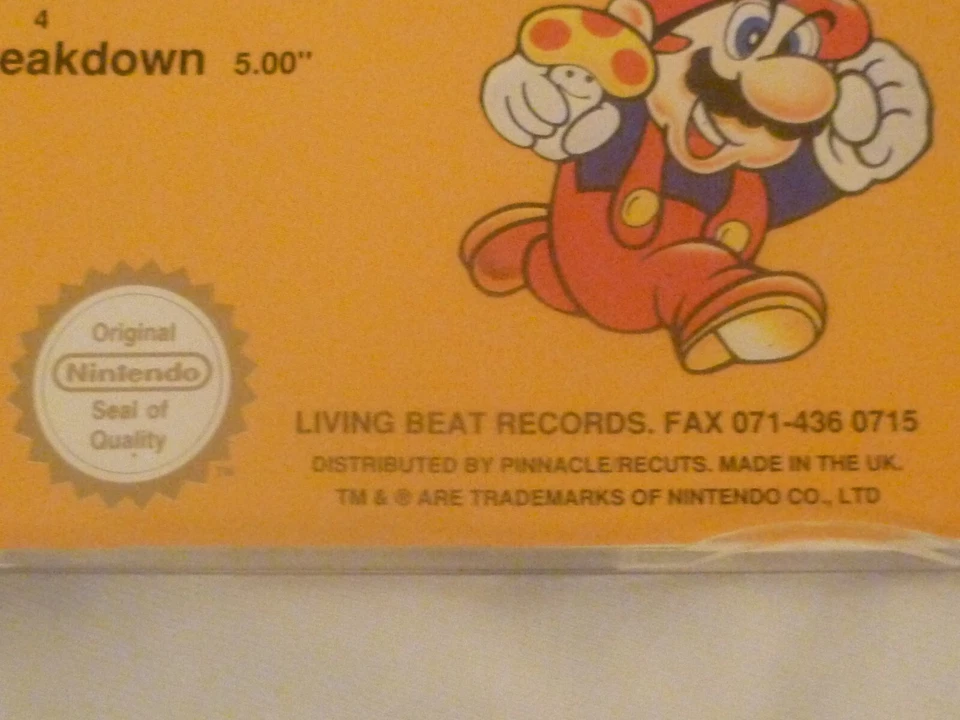 4
eakdown 5.00"
Original
Nintendo
Seal of
Quality
TM
LIVING BEAT RECORDS. FAX 071-436 0715
DISTRIBUTED BY PINNACLE/RECUTS. MADE IN THE UK.
TM & ® ARE TRADEMARKS OF NINTENDO CO., LTD